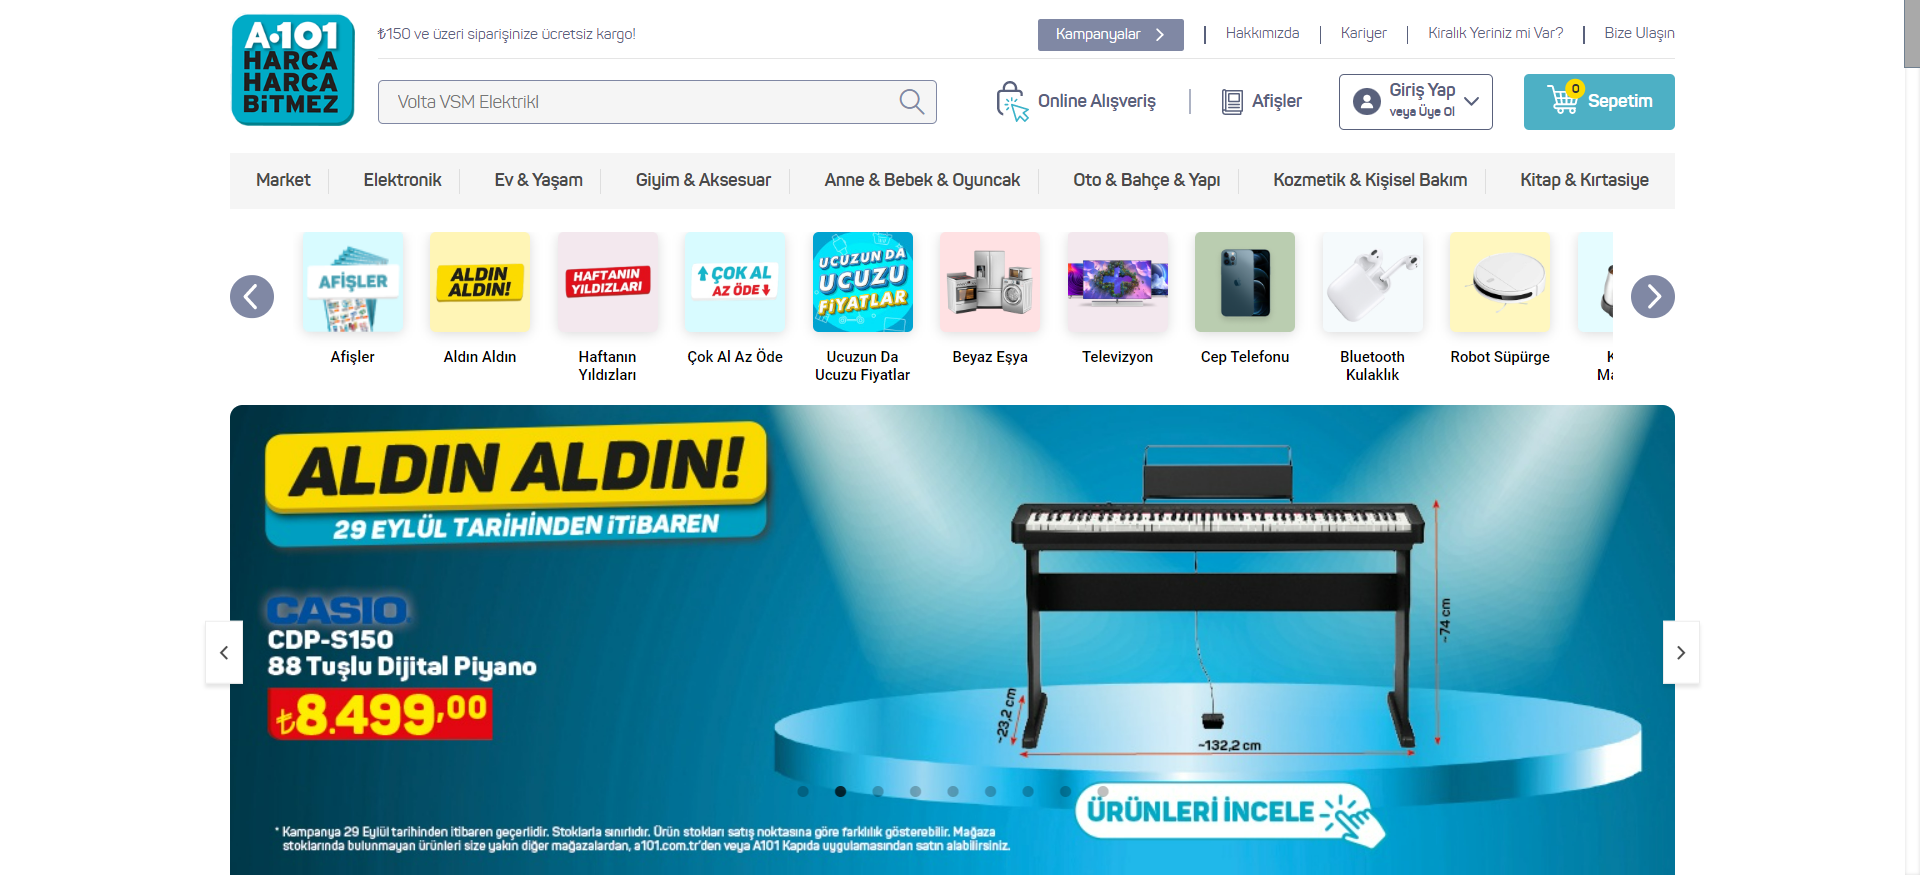 A·101
HARCA
HARCA
BiTMEZ
₺150 ve üzeri siparişinize ücretsiz kargo!
Kampanyalar
Hakkımızda
Kariyer
Kiralık Yeriniz mi Var?
Bize Ulaşın
Volta VSM Elektrikl
Online Alışveriş
Afişler
Giriş Yap
veya Üye Ol
0
Sepetim
Market
Elektronik
Ev & Yaşam
Giyim & Aksesuar
Anne & Bebek & Oyuncak
Oto & Bahçe & Yapı
Kozmetik & Kişisel Bakım
Kitap & Kırtasiye
AFİŞLER
ALDIN
ALDIN!
HAFTANIN
YILDIZLARI
ÇOK AL
AZ ÖDE
UCUZUN DA
UCUZU
FİYATLAR
Afişler
Aldın Aldın
Haftanın
Yıldızları
Çok Al Az Öde
Ucuzun Da
Ucuzu Fiyatlar
Beyaz Eşya
Televizyon
Cep Telefonu
Bluetooth
Kulaklık
Robot Süpürge
ALDIN ALDIN!
29 EYLÜL TARİHİNDEN iTiBAREN
CASIO
CDP-S150
88 Tuşlu Dijital Piyano
₺8.499,00
~74 cm
~23,2 cm
~132,2 cm
ÜRÜNLERİ İNCELE
* Kampanya 29 Eylül tarihinden itibaren geçerlidir. Stoklarla sınırlıdır. Ürün stokları satış noktasına göre farklılık gösterebilir. Mağaza
stoklarında bulunmayan ürünleri size yakın diğer mağazalardan, a101.com.tr'den veya A101 Kapıda uygulamasından satın alabilirsiniz.